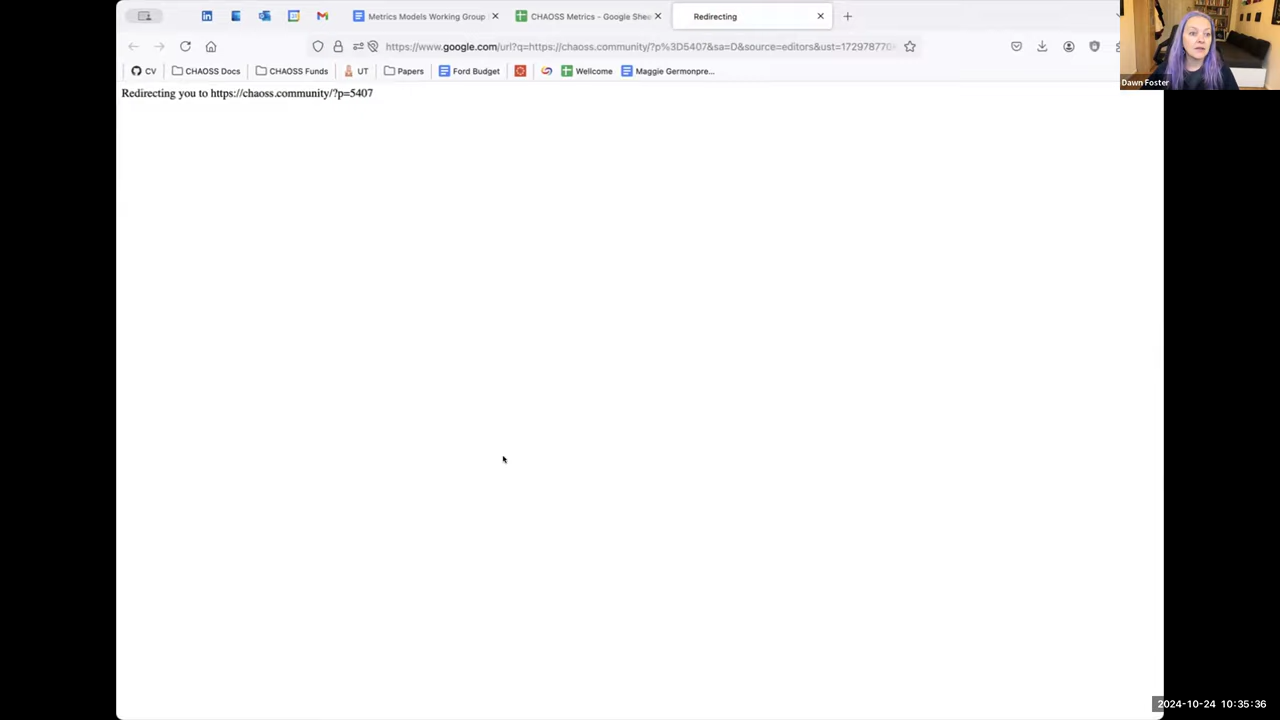 Metrics Models Working Group
CHAOSS Metrics - Google Shee
Redirecting
https://www.google.com/url?q=https://chaoss.community/?p%3D5407&sa=D&source=editors&ust=172978770
CV
CHAOSS Docs
CHAOSS Funds
UT
Papers
Ford Budget
Wellcome
Maggie Germonpre...
Dawn Foster
Redirecting you to https://chaoss.community/?p=5407
2024-10-24 10:35:36